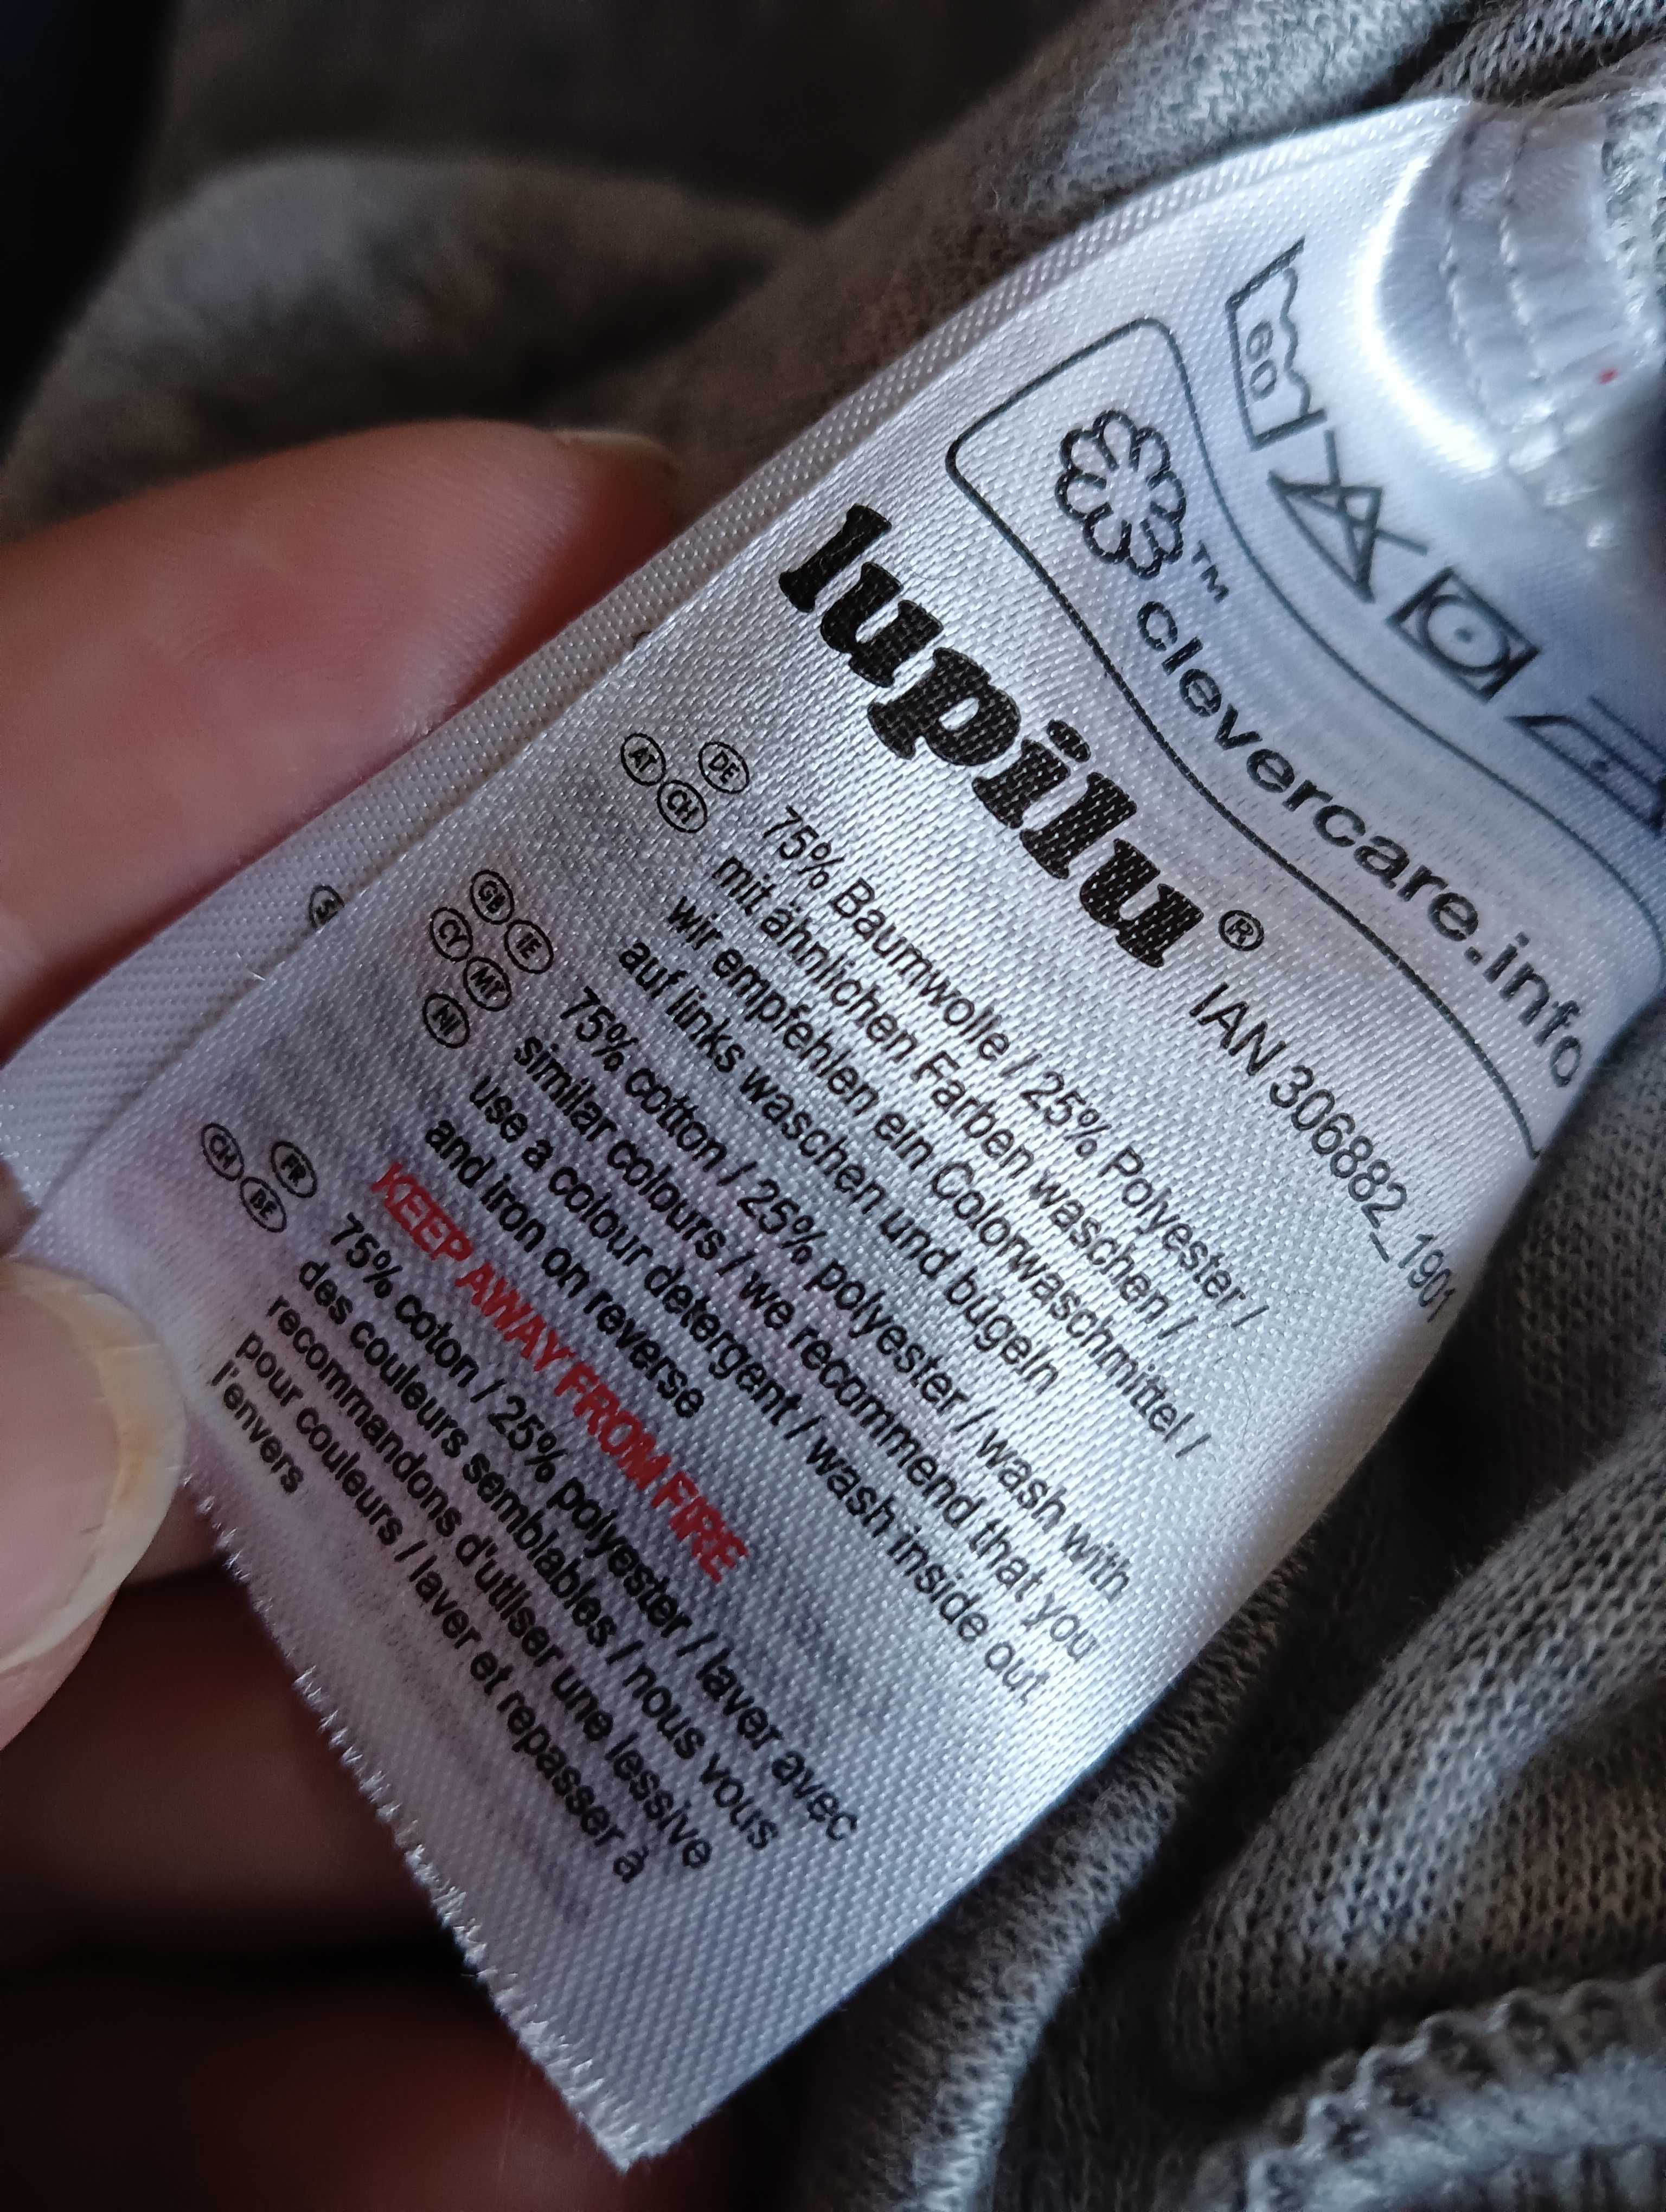 60
™ clevercare.info
lupilu®
IAN 306882_1901
DE AT CH
75% Baumwolle / 25% Polyester /
mit ähnlichen Farben waschen /
wir empfehlen ein Colorwaschmittel /
auf links waschen und bügeln
GB IE CY MT NI
75% cotton / 25% polyester / wash with
similar colours / we recommend that you
use a colour detergent / wash inside out
and iron on reverse
KEEP AWAY FROM FIRE
FR CH BE
75% coton / 25% polyester / laver avec
des couleurs semblables / nous vous
recommandons d'utliser une lessive
pour couleurs / laver et repasser à
l'envers